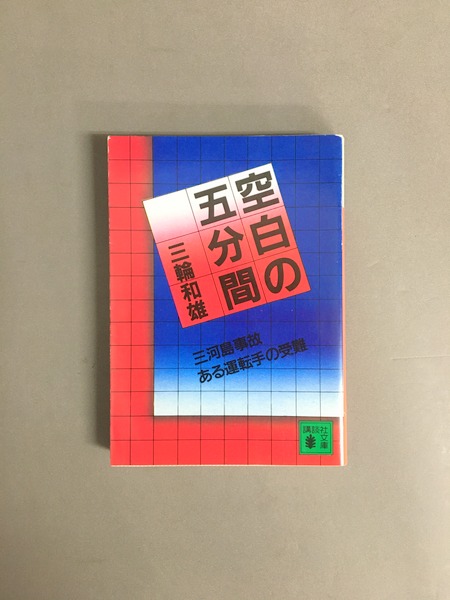 空白の
五分間
三輪和雄
三河島事故
ある運転手の受難
講談社
文庫